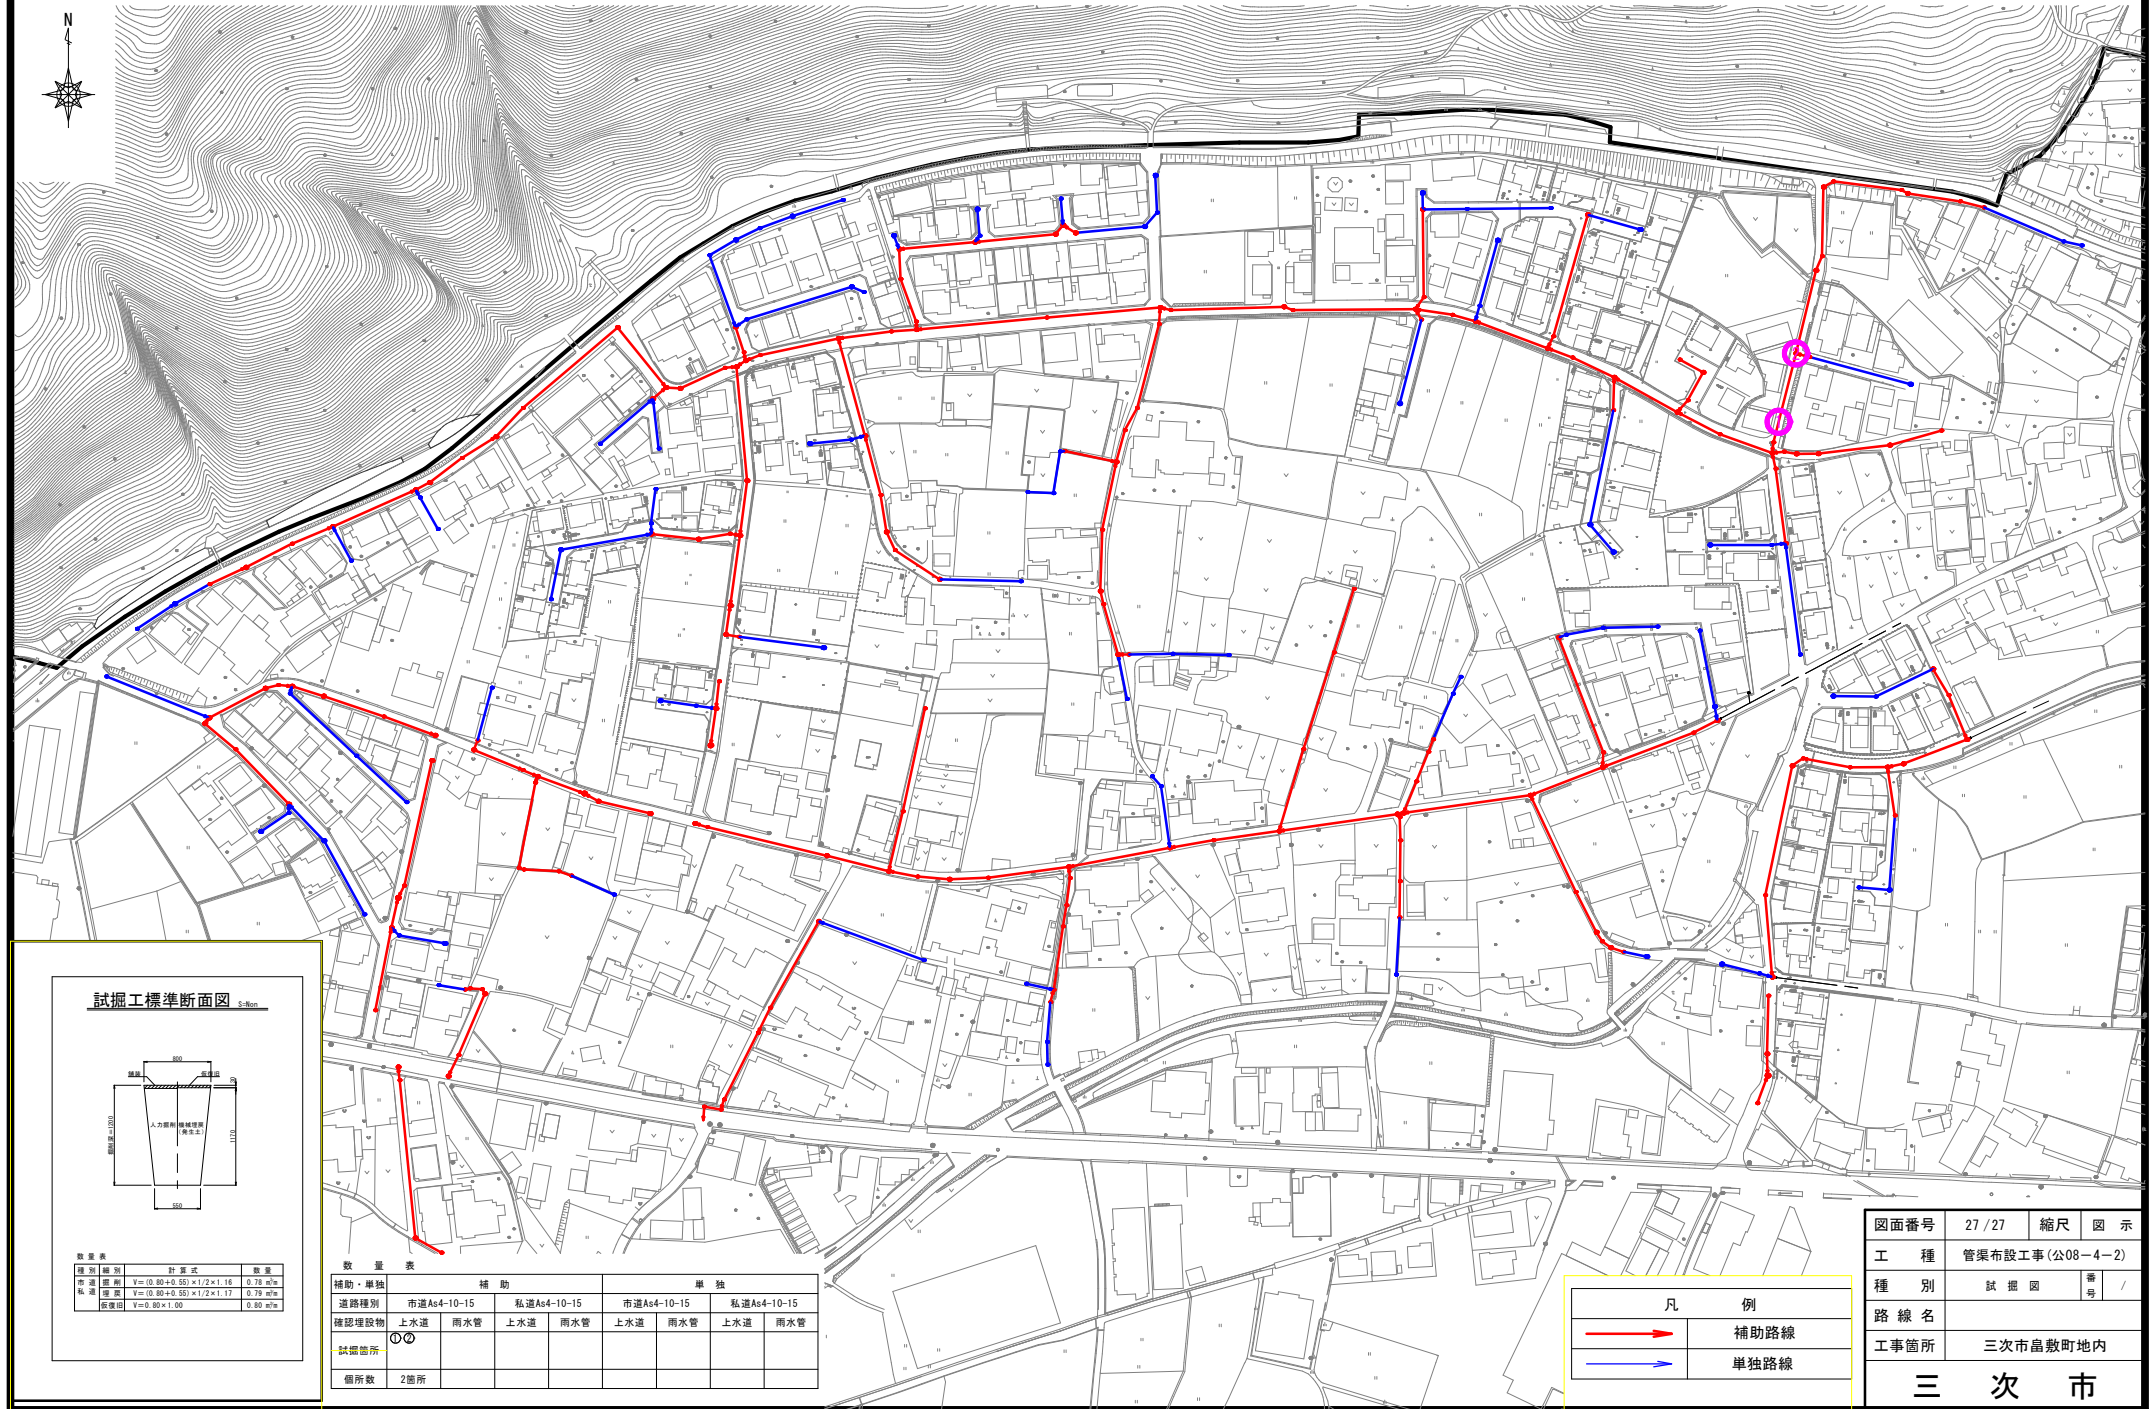 N
試掘工標準断面図 S=Non
800
舗装
仮復旧
掘削深=1200
人力掘削
機械埋戻
(発生土)
1170
550
数 量 表
種 別 細 別 計 算 式 数 量
市 道 掘 削 V=(0.80+0.55)×1/2×1.16 0.78 m³/m
私 道 埋 戻 V=(0.80+0.55)×1/2×1.17 0.79 m³/m
仮復旧 V=0.80×1.00 0.80 m²/m
数 量 表
補助・単独 補 助 単 独
道路種別 市道As4-10-15 私道As4-10-15 市道As4-10-15 私道As4-10-15
確認埋設物 上水道 雨水管 上水道 雨水管 上水道 雨水管 上水道 雨水管
試掘箇所 ①②
個所数 2箇所
凡 例
補助路線
単独路線
図面番号 27/27 縮尺 図 示
工 種 管渠布設工事(公08-4-2)
種 別 試 掘 図 番号 /
路 線 名
工事箇所 三次市畠敷町地内
三 次 市